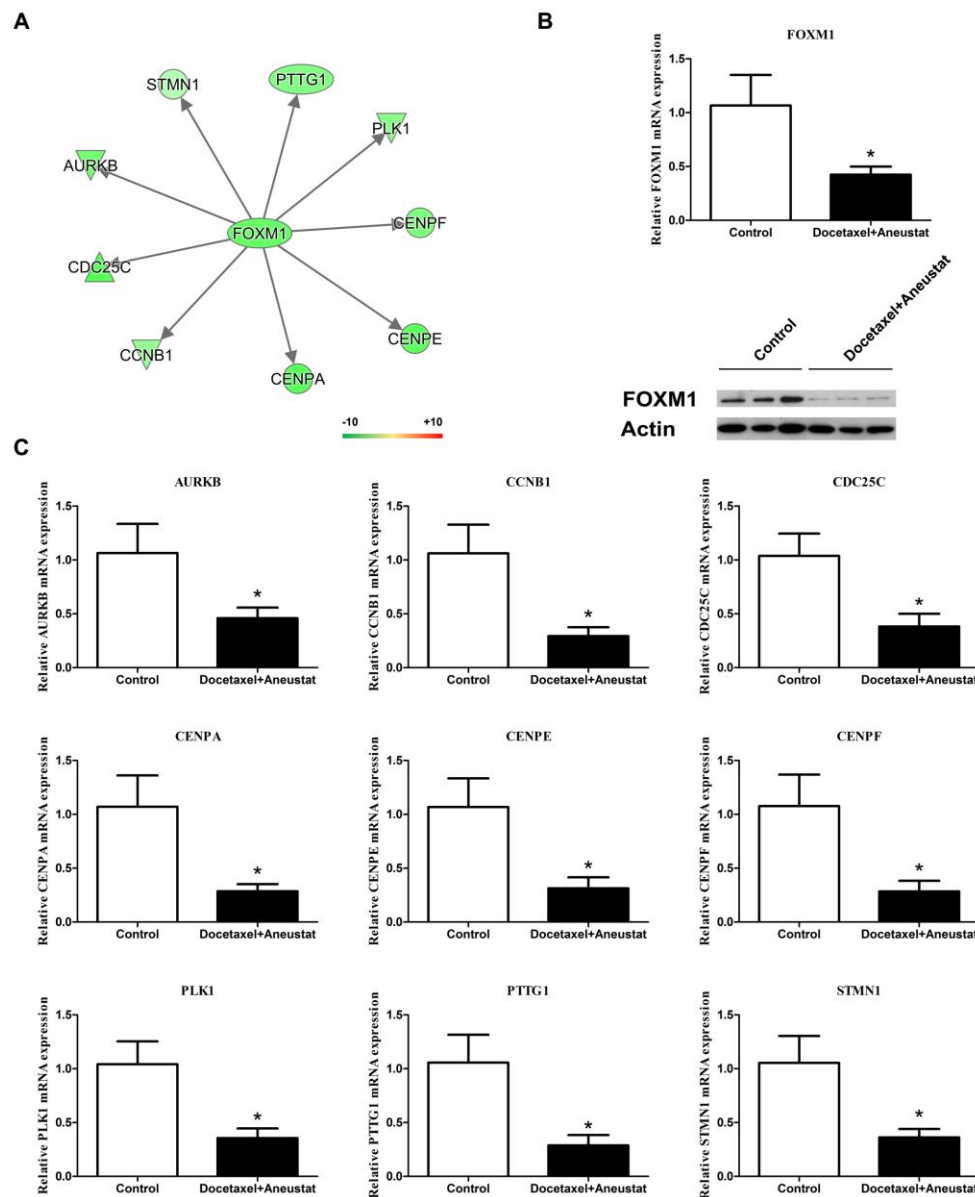 A
STMN1
PTTG1
PLK1
AURKB
CENPF
FOXM1
CDC25C
CENPE
CCNB1
CENPA
-10 +10
B
FOXM1
Relative FOXM1 mRNA expression
1.5
1.0
0.5
0.0
Control Docetaxel+Aneustat
*
Control Docetaxel+Aneustat
FOXM1
Actin
C
AURKB
Relative AURKB mRNA expression
1.5
1.0
0.5
0.0
*
Control Docetaxel+Aneustat
CCNB1
Relative CCNB1 mRNA expression
1.5
1.0
0.5
0.0
*
Control Docetaxel+Aneustat
CDC25C
Relative CDC25C mRNA expression
1.5
1.0
0.5
0.0
*
Control Docetaxel+Aneustat
CENPA
Relative CENPA mRNA expression
1.5
1.0
0.5
0.0
*
Control Docetaxel+Aneustat
CENPE
Relative CENPE mRNA expression
1.5
1.0
0.5
0.0
*
Control Docetaxel+Aneustat
CENPF
Relative CENPF mRNA expression
1.5
1.0
0.5
0.0
*
Control Docetaxel+Aneustat
PLK1
Relative PLK1 mRNA expression
1.5
1.0
0.5
0.0
*
Control Docetaxel+Aneustat
PTTG1
Relative PTTG1 mRNA expression
1.5
1.0
0.5
0.0
*
Control Docetaxel+Aneustat
STMN1
Relative STMN1 mRNA expression
1.5
1.0
0.5
0.0
*
Control Docetaxel+Aneustat